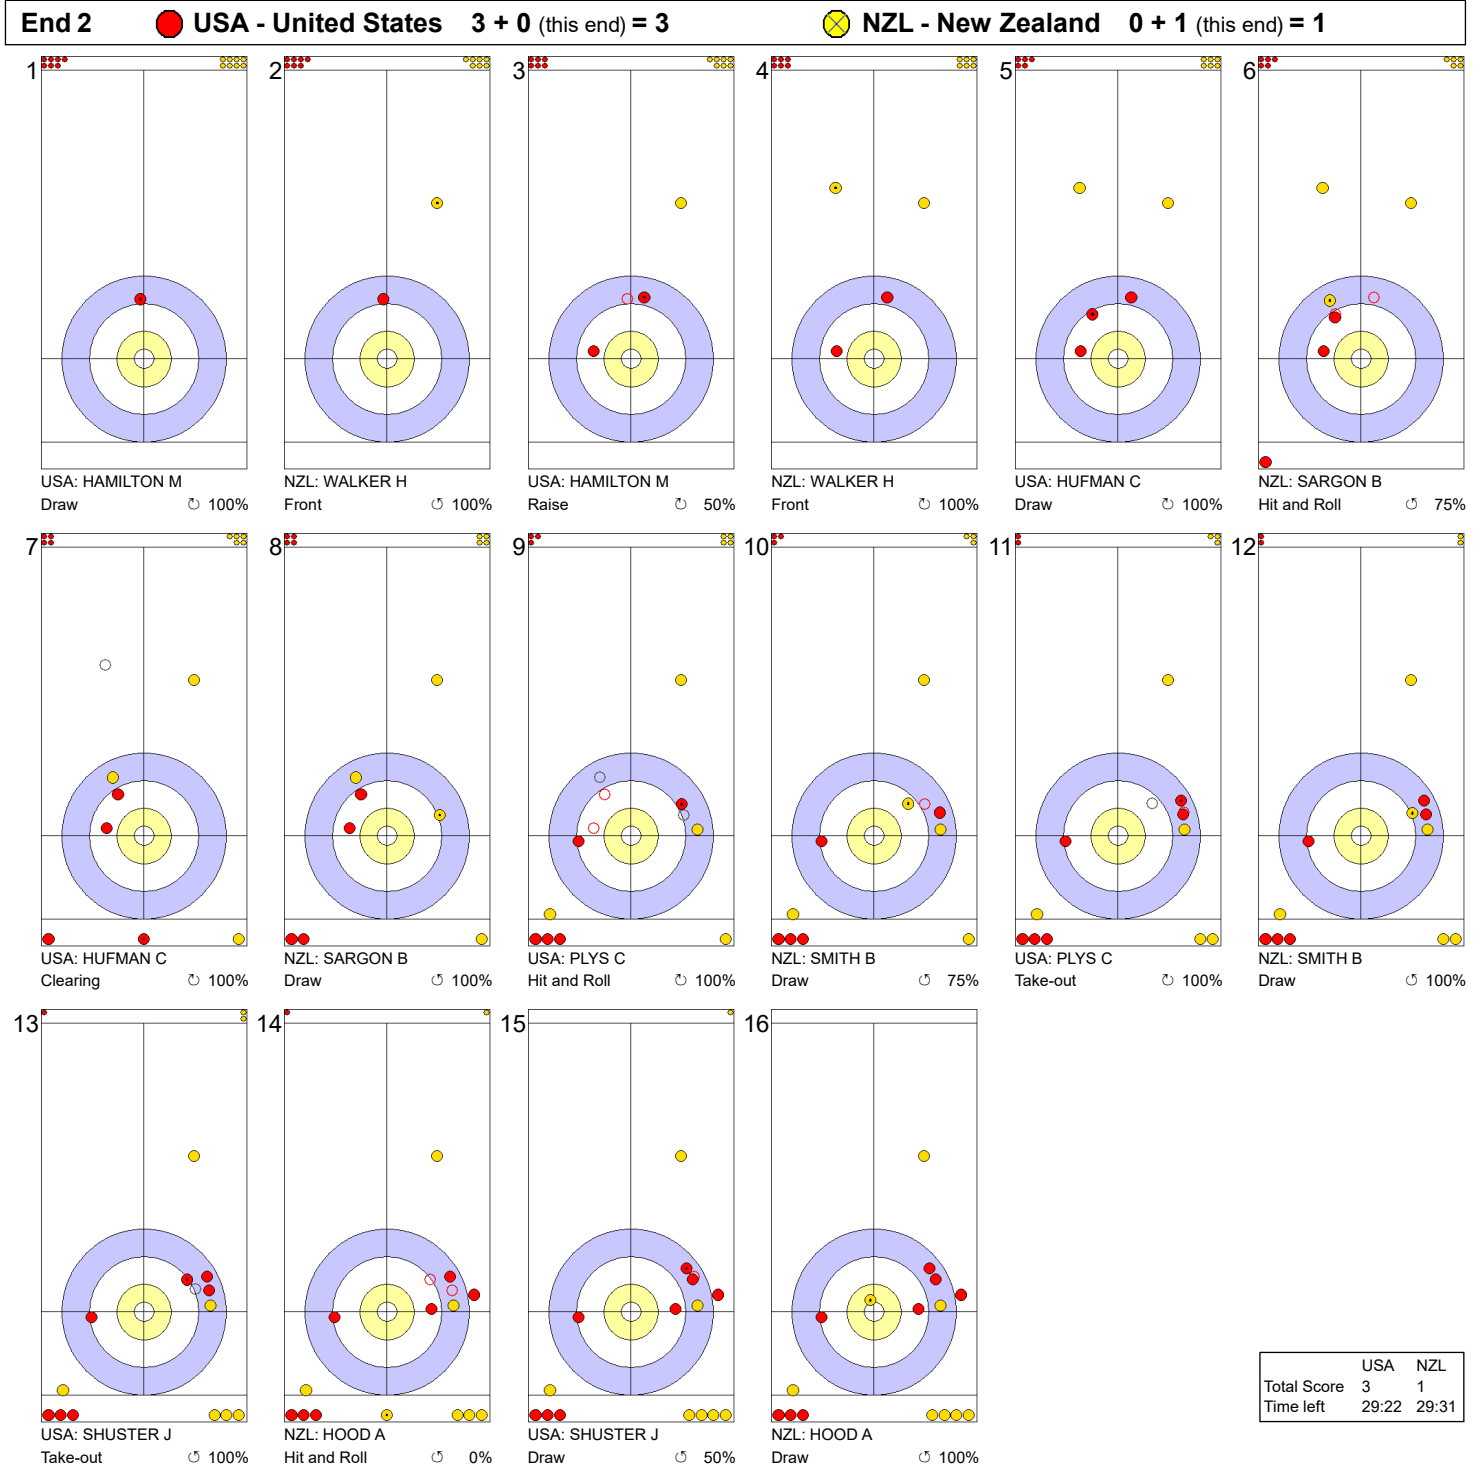 End 2 USA - United States 3 + 0 (this end) = 3 NZL - New Zealand 0 + 1 (this end) = 1
1 2 3 4 5 6
USA: HAMILTON M NZL: WALKER H USA: HAMILTON M NZL: WALKER H USA: HUFMAN C NZL: SARGON B
Draw ↻ 100% Front ↺ 100% Raise ↻ 50% Front ↺ 100% Draw ↻ 100% Hit and Roll ↺ 75%
7 8 9 10 11 12
USA: HUFMAN C NZL: SARGON B USA: PLYS C NZL: SMITH B USA: PLYS C NZL: SMITH B
Clearing ↻ 100% Draw ↻ 100% Hit and Roll ↻ 100% Draw ↺ 75% Take-out ↻ 100% Draw ↻ 100%
13 14 15 16
USA: SHUSTER J NZL: HOOD A USA: SHUSTER J NZL: HOOD A
Take-out ↺ 100% Hit and Roll ↺ 0% Draw ↺ 50% Draw ↺ 100%
USA NZL
Total Score 3 1
Time left 29:22 29:31